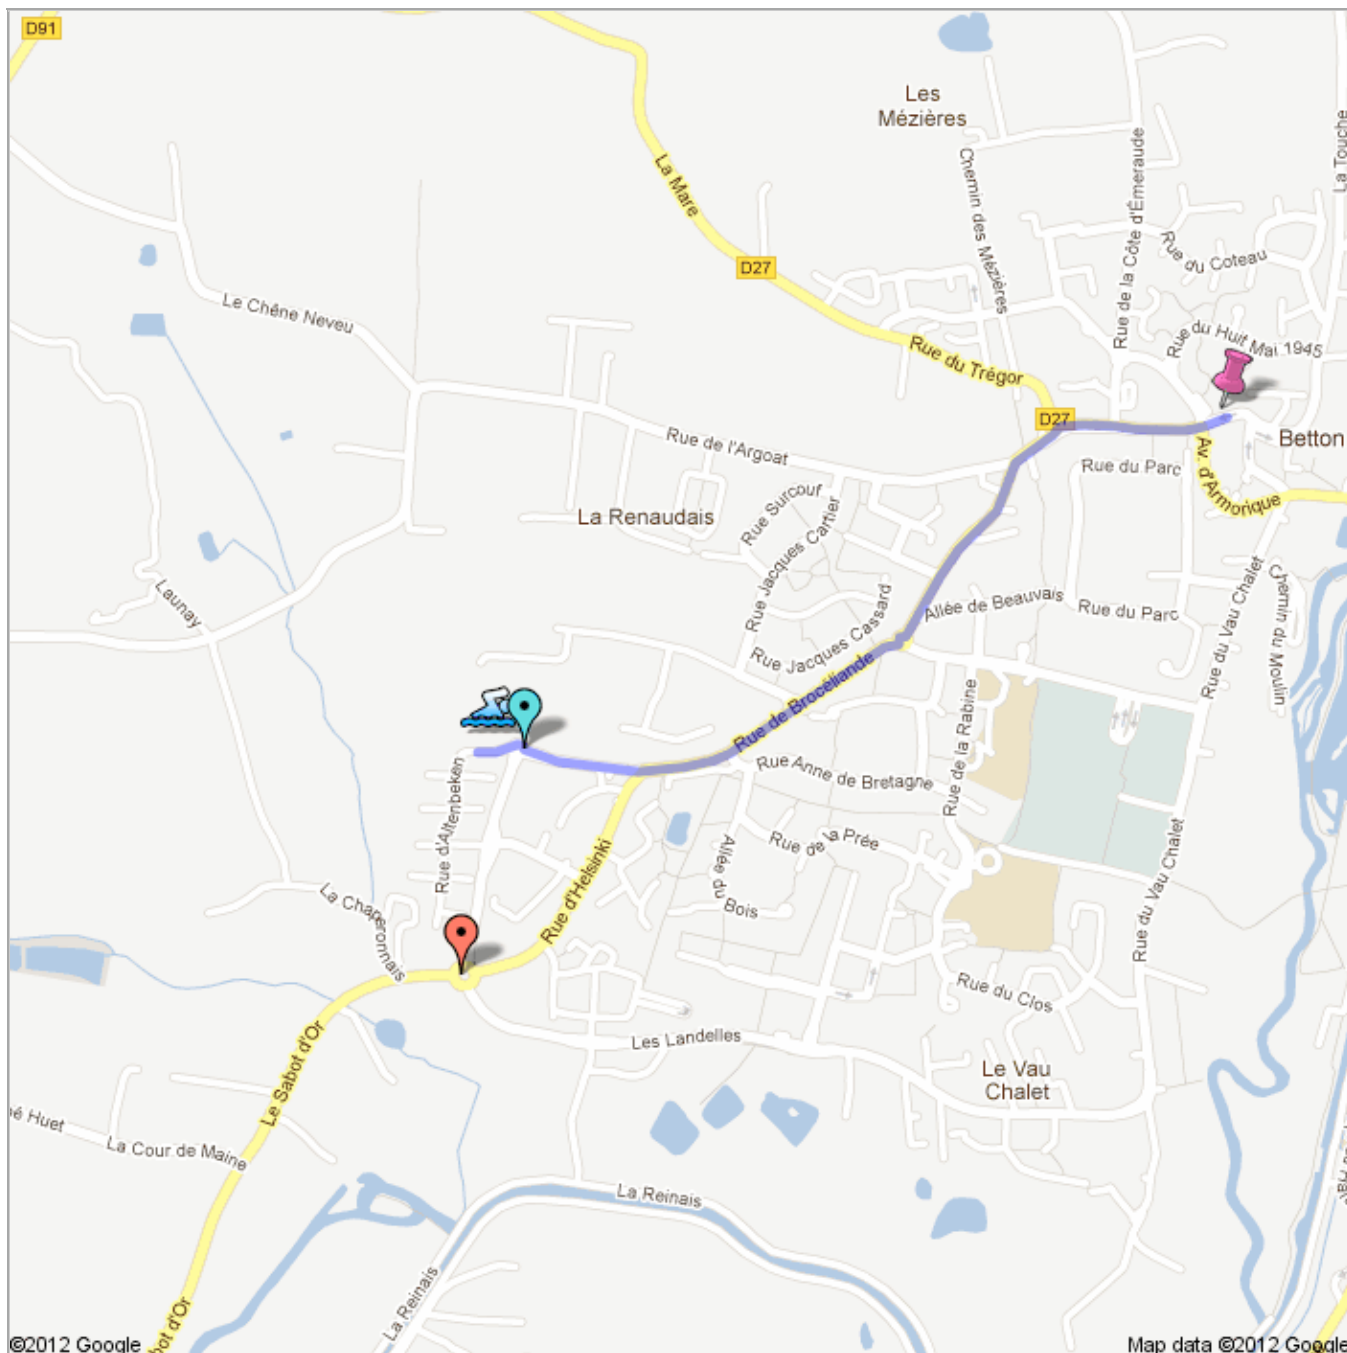 D91
Les
Mézières
La Touche
Rue de la Côte d'Émeraude
La Mare
Chemin des Mézières
Rue du Coteau
D27
Le Chêne Neveu
Rue du Huit Mai 1945
Rue du Trégor
D27
Betton
Rue de l'Argoat
Rue du Parc
Av. d'Armorique
Rue Surcouf
La Renaudais
Rue Jacques Cartier
Launay
Allée de Beauvais
Rue du Parc
Rue du Vau Chalet
Chemin du Moulin
Rue Jacques Cassard
Rue de Brocéliande
Rue de la Rabine
Rue Anne de Bretagne
Rue d'Altenbeken
Rue de la Prée
Allée du Bois
Rue d'Helsinki
Rue du Vau Chalet
La Chaperonnais
Rue du Clos
Les Landelles
Le Vau
Chalet
Le Sabot d'Or
né Huet
La Cour de Maine
La Reinais
La Reinais
bot d'Or
©2012 Google
Map data ©2012 Google